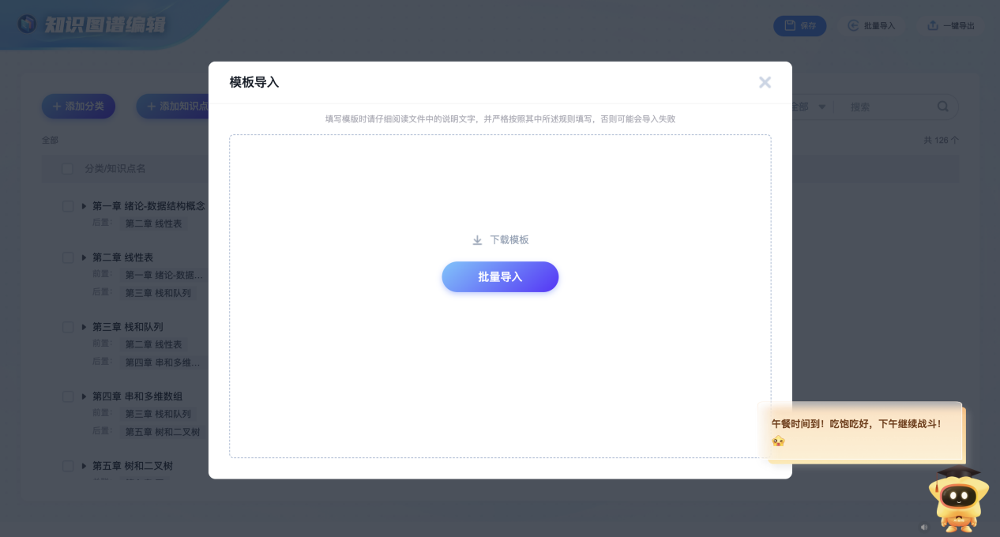 知识图谱编辑
保存
批量导入
一键导出
模板导入
添加分类
添加知识点
全部
搜索
填写模版时请仔细阅读文件中的说明文字，并严格按照其中所述规则填写，否则可能会导入失败
全部
共 128 个
分类/知识点名
第一章 绪论-数据结构概念
后置：
第二章 线性表
第二章 线性表
前置：
第一章 绪论-数据...
后置：
第三章 栈和队列
第三章 栈和队列
前置：
第二章 线性表
后置：
第四章 串和多维...
第四章 串和多维数组
前置：
第三章 栈和队列
后置：
第五章 树和二叉树
第五章 树和二叉树
下载模板
批量导入
午餐时间到！吃饱吃好，下午继续战斗！